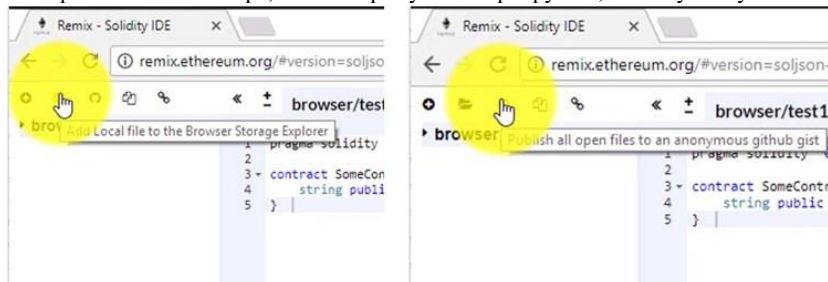 Remix - Solidity IDE
remix.ethereum.org/#version=soljso
browser/test
Add Local file to the Browser Storage Explorer
1 pragma solidity
2
3 contract SomeCon
4 string publi
5 }
Remix - Solidity IDE
remix.ethereum.org/#version=soljson-
browser/test1
browser
Publish all open files to an anonymous github gist
1 pragma solidity
2
3 contract SomeContr
4 string public
5 }